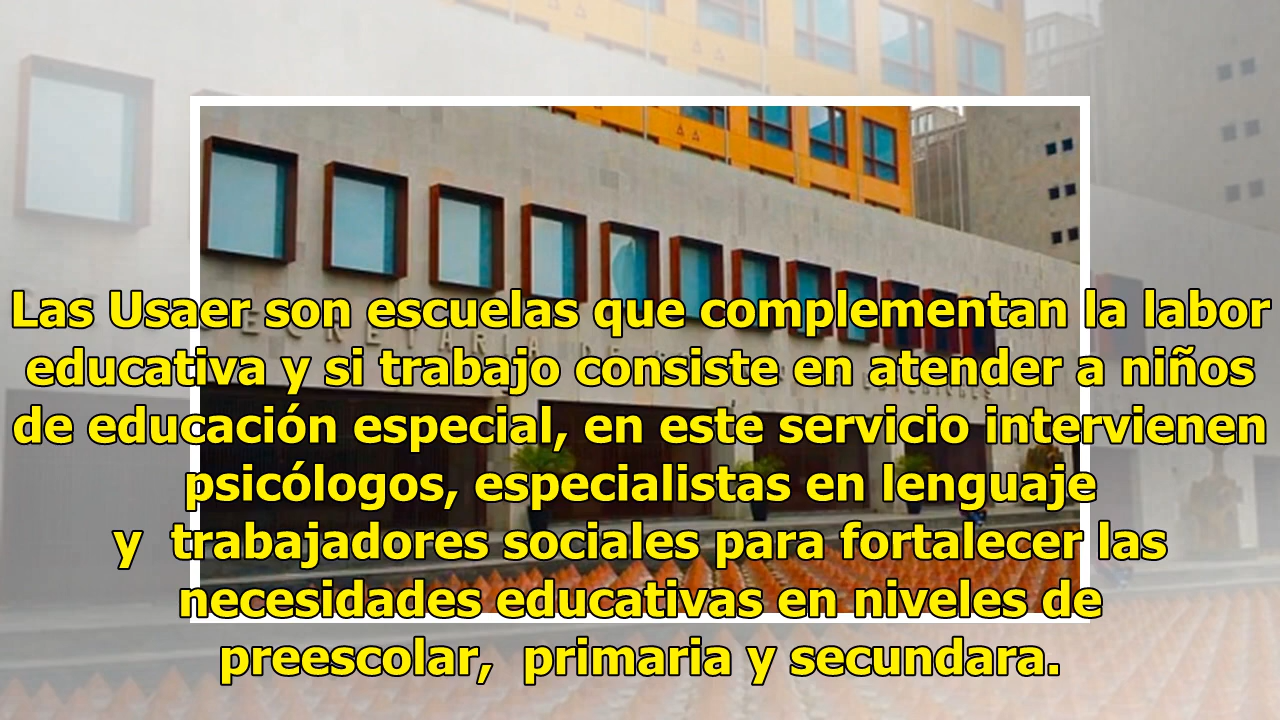 Las Usaer son escuelas que complementan la labor
educativa y si trabajo consiste en atender a niños
de educación especial, en este servicio intervienen
psicólogos, especialistas en lenguaje
y  trabajadores sociales para fortalecer las
necesidades educativas en niveles de
preescolar,  primaria y secundara.
SECRETARÍA DE